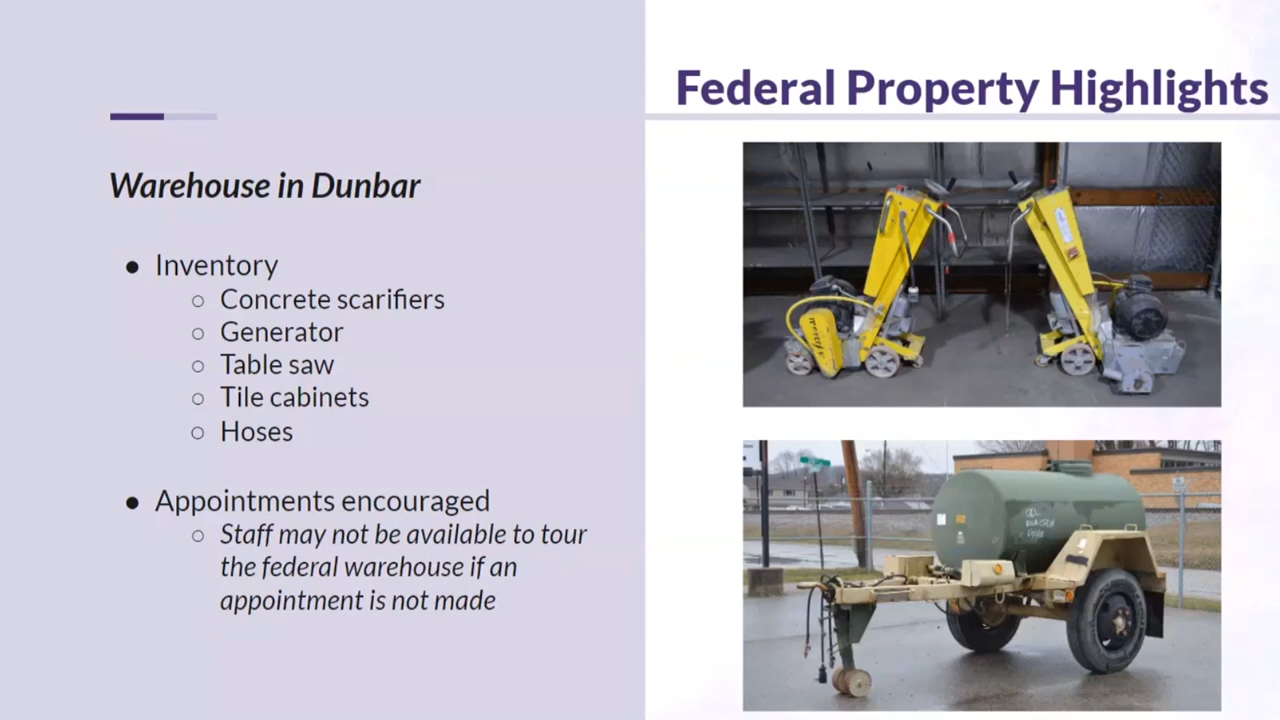 Federal Property Highlights
Warehouse in Dunbar
● Inventory
○ Concrete scarifiers
○ Generator
○ Table saw
○ Tile cabinets
○ Hoses
● Appointments encouraged
○ Staff may not be available to tour
the federal warehouse if an
appointment is not made